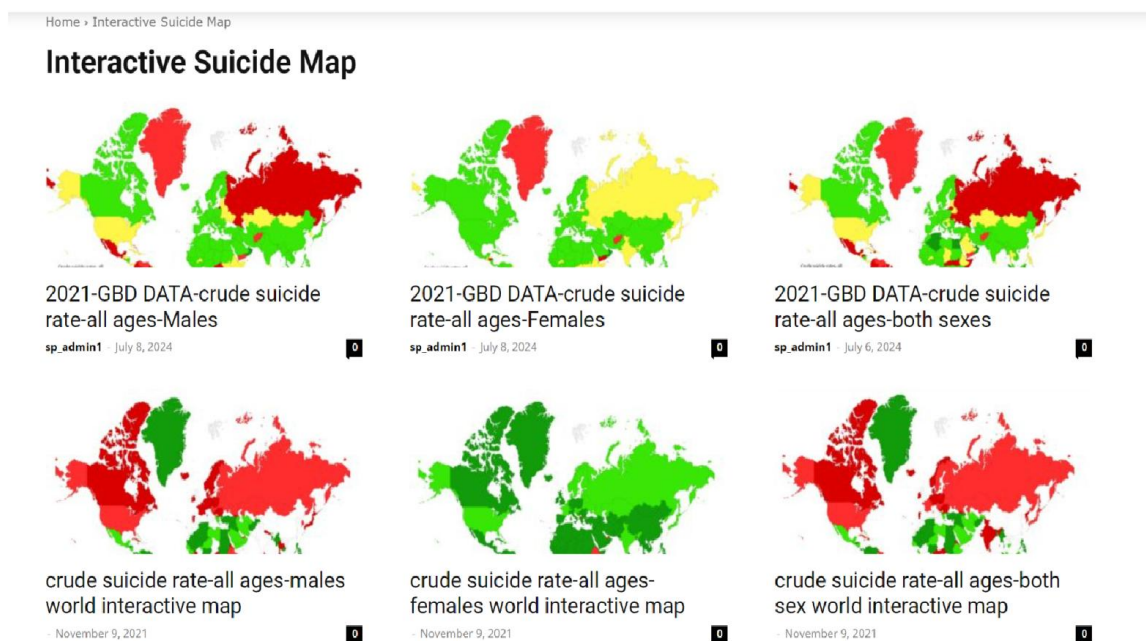 Home › Interactive Suicide Map
Interactive Suicide Map
2021-GBD DATA-crude suicide
rate-all ages-Males
sp_admin1 - July 8, 2024
0
2021-GBD DATA-crude suicide
rate-all ages-Females
sp_admin1 - July 8, 2024
0
2021-GBD DATA-crude suicide
rate-all ages-both sexes
sp_admin1 - July 6, 2024
0
crude suicide rate-all ages-males
world interactive map
- November 9, 2021
0
crude suicide rate-all ages-
females world interactive map
- November 9, 2021
0
crude suicide rate-all ages-both
sex world interactive map
- November 9, 2021
0